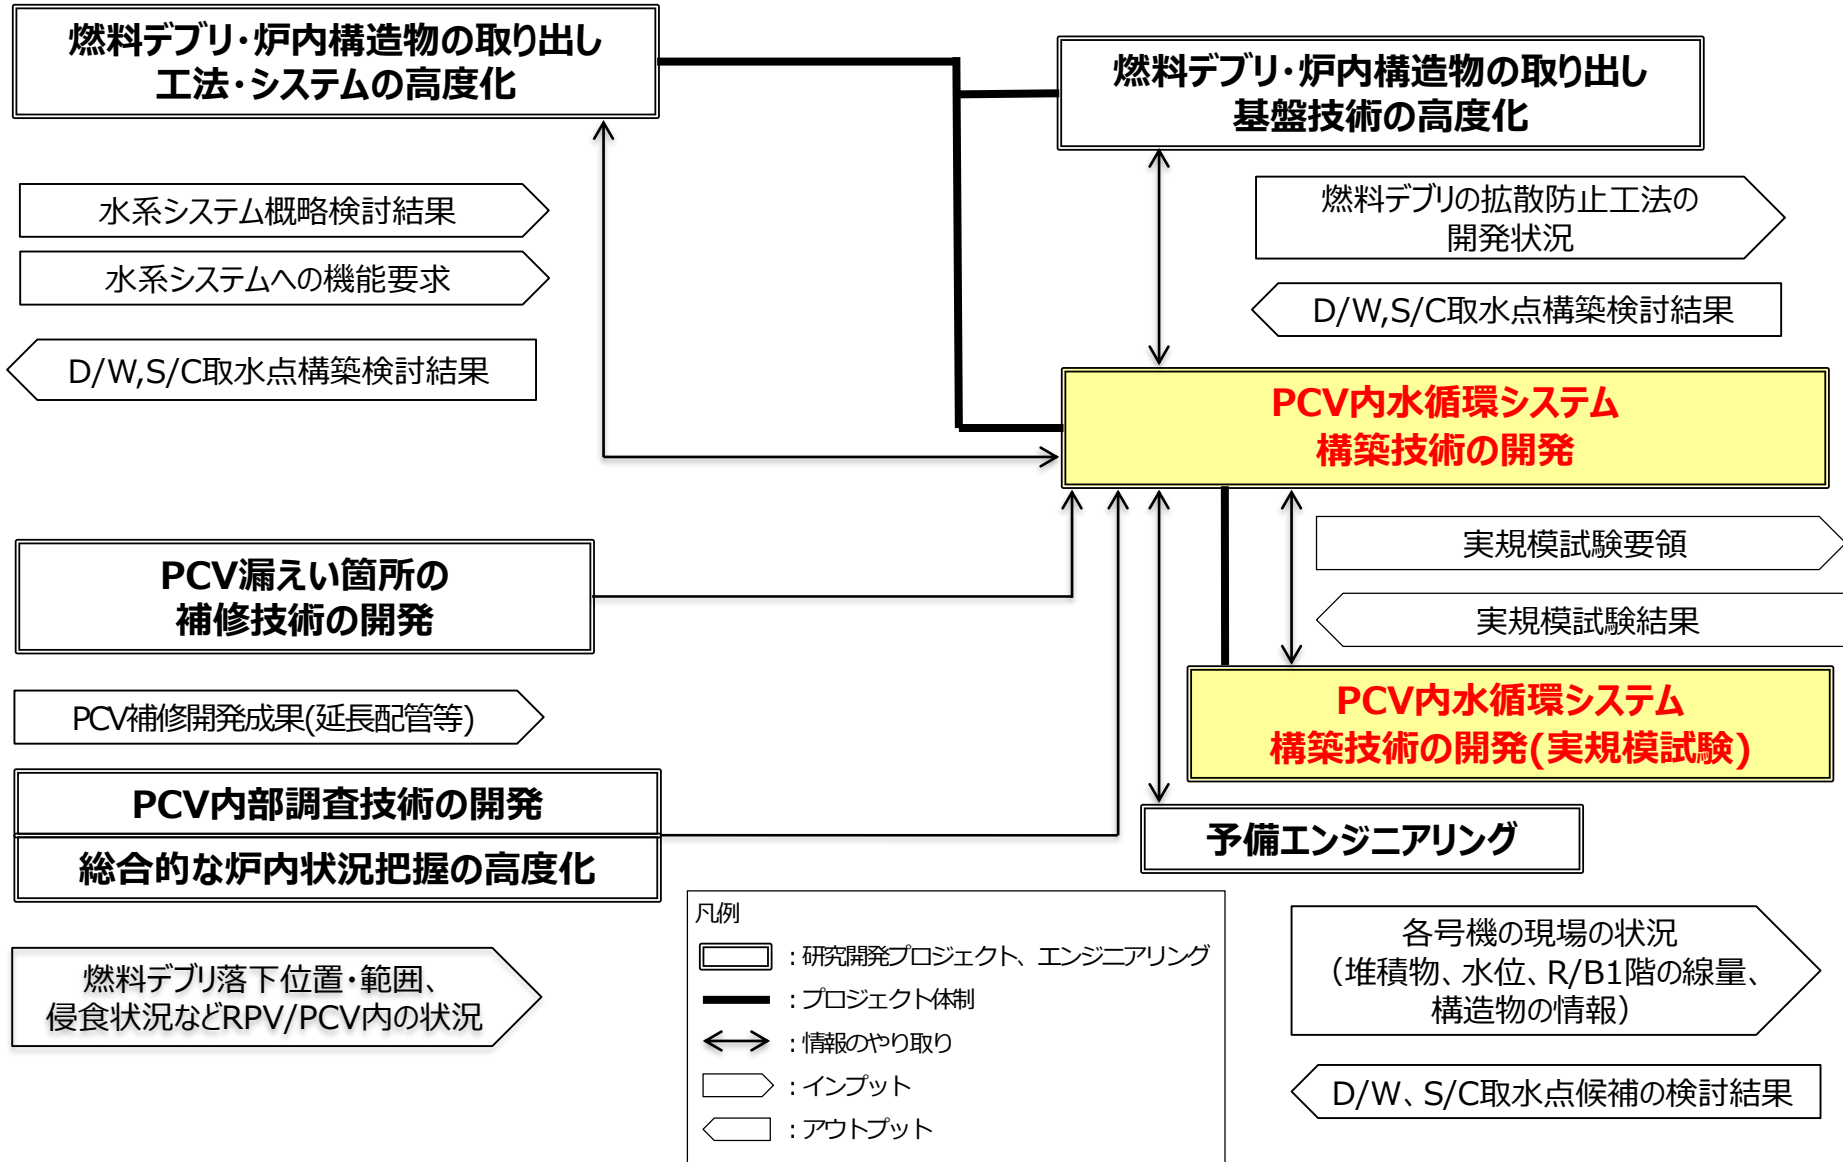 燃料デブリ・炉内構造物の取り出し
工法・システムの高度化
燃料デブリ・炉内構造物の取り出し
基盤技術の高度化
水系システム概略検討結果
水系システムへの機能要求
D/W,S/C取水点構築検討結果
燃料デブリの拡散防止工法の
開発状況
D/W,S/C取水点構築検討結果
PCV内水循環システム
構築技術の開発
PCV漏えい箇所の
補修技術の開発
実規模試験要領
実規模試験結果
PCV補修開発成果(延長配管等)
PCV内水循環システム
構築技術の開発(実規模試験)
PCV内部調査技術の開発
総合的な炉内状況把握の高度化
予備エンジニアリング
燃料デブリ落下位置・範囲、
侵食状況などRPV/PCV内の状況
凡例
：研究開発プロジェクト、エンジニアリング
：プロジェクト体制
：情報のやり取り
：インプット
：アウトプット
各号機の現場の状況
（堆積物、水位、R/B1階の線量、
構造物の情報）
D/W、S/C取水点候補の検討結果